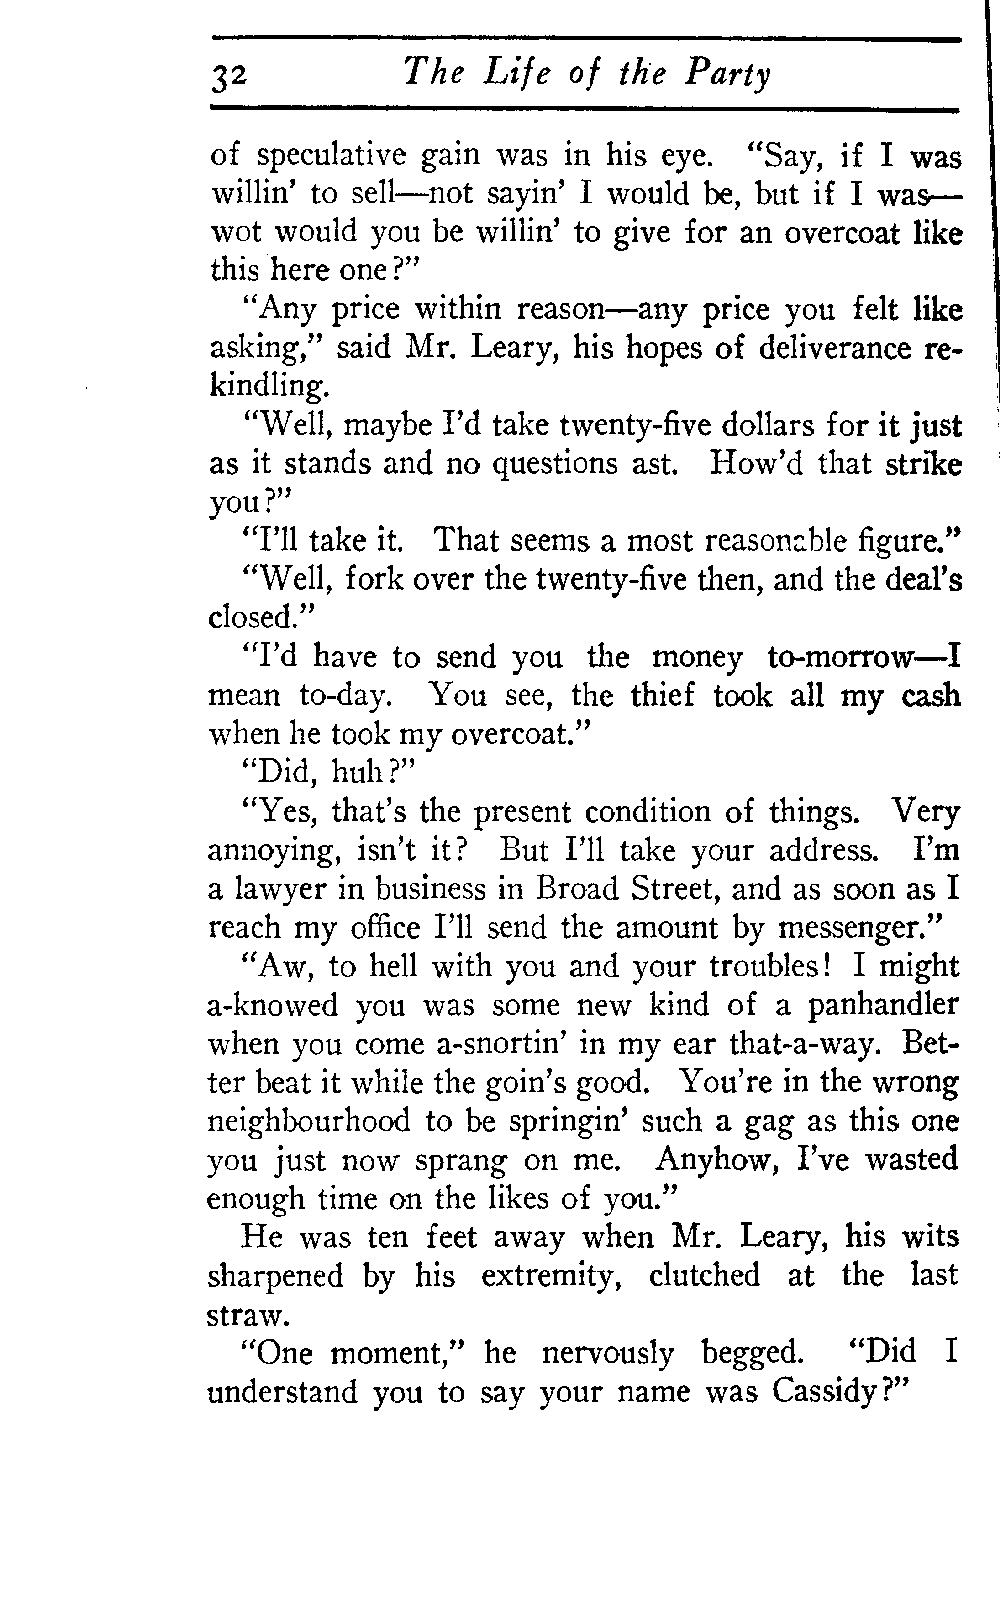 32 The Life of the Party
of speculative gain was in his eye. “Say, if I was
willin’ to sell—not sayin’ I would be, but if I was—
wot would you be willin’ to give for an overcoat like
this here one?”
“Any price within reason—any price you felt like
asking,” said Mr. Leary, his hopes of deliverance re-
kindling.
“Well, maybe I’d take twenty-five dollars for it just
as it stands and no questions ast. How’d that strike
you?”
“I’ll take it. That seems a most reasonable figure.”
“Well, fork over the twenty-five then, and the deal’s
closed.”
“I’d have to send you the money to-morrow—I
mean to-day. You see, the thief took all my cash
when he took my overcoat.”
“Did, huh?”
“Yes, that’s the present condition of things. Very
annoying, isn’t it? But I’ll take your address. I’m
a lawyer in business in Broad Street, and as soon as I
reach my office I’ll send the amount by messenger.”
“Aw, to hell with you and your troubles! I might
a-knowed you was some new kind of a panhandler
when you come a-snortin’ in my ear that-a-way. Bet-
ter beat it while the goin’s good. You’re in the wrong
neighbourhood to be springin’ such a gag as this one
you just now sprang on me. Anyhow, I’ve wasted
enough time on the likes of you.”
He was ten feet away when Mr. Leary, his wits
sharpened by his extremity, clutched at the last
straw.
“One moment,” he nervously begged. “Did I
understand you to say your name was Cassidy?”